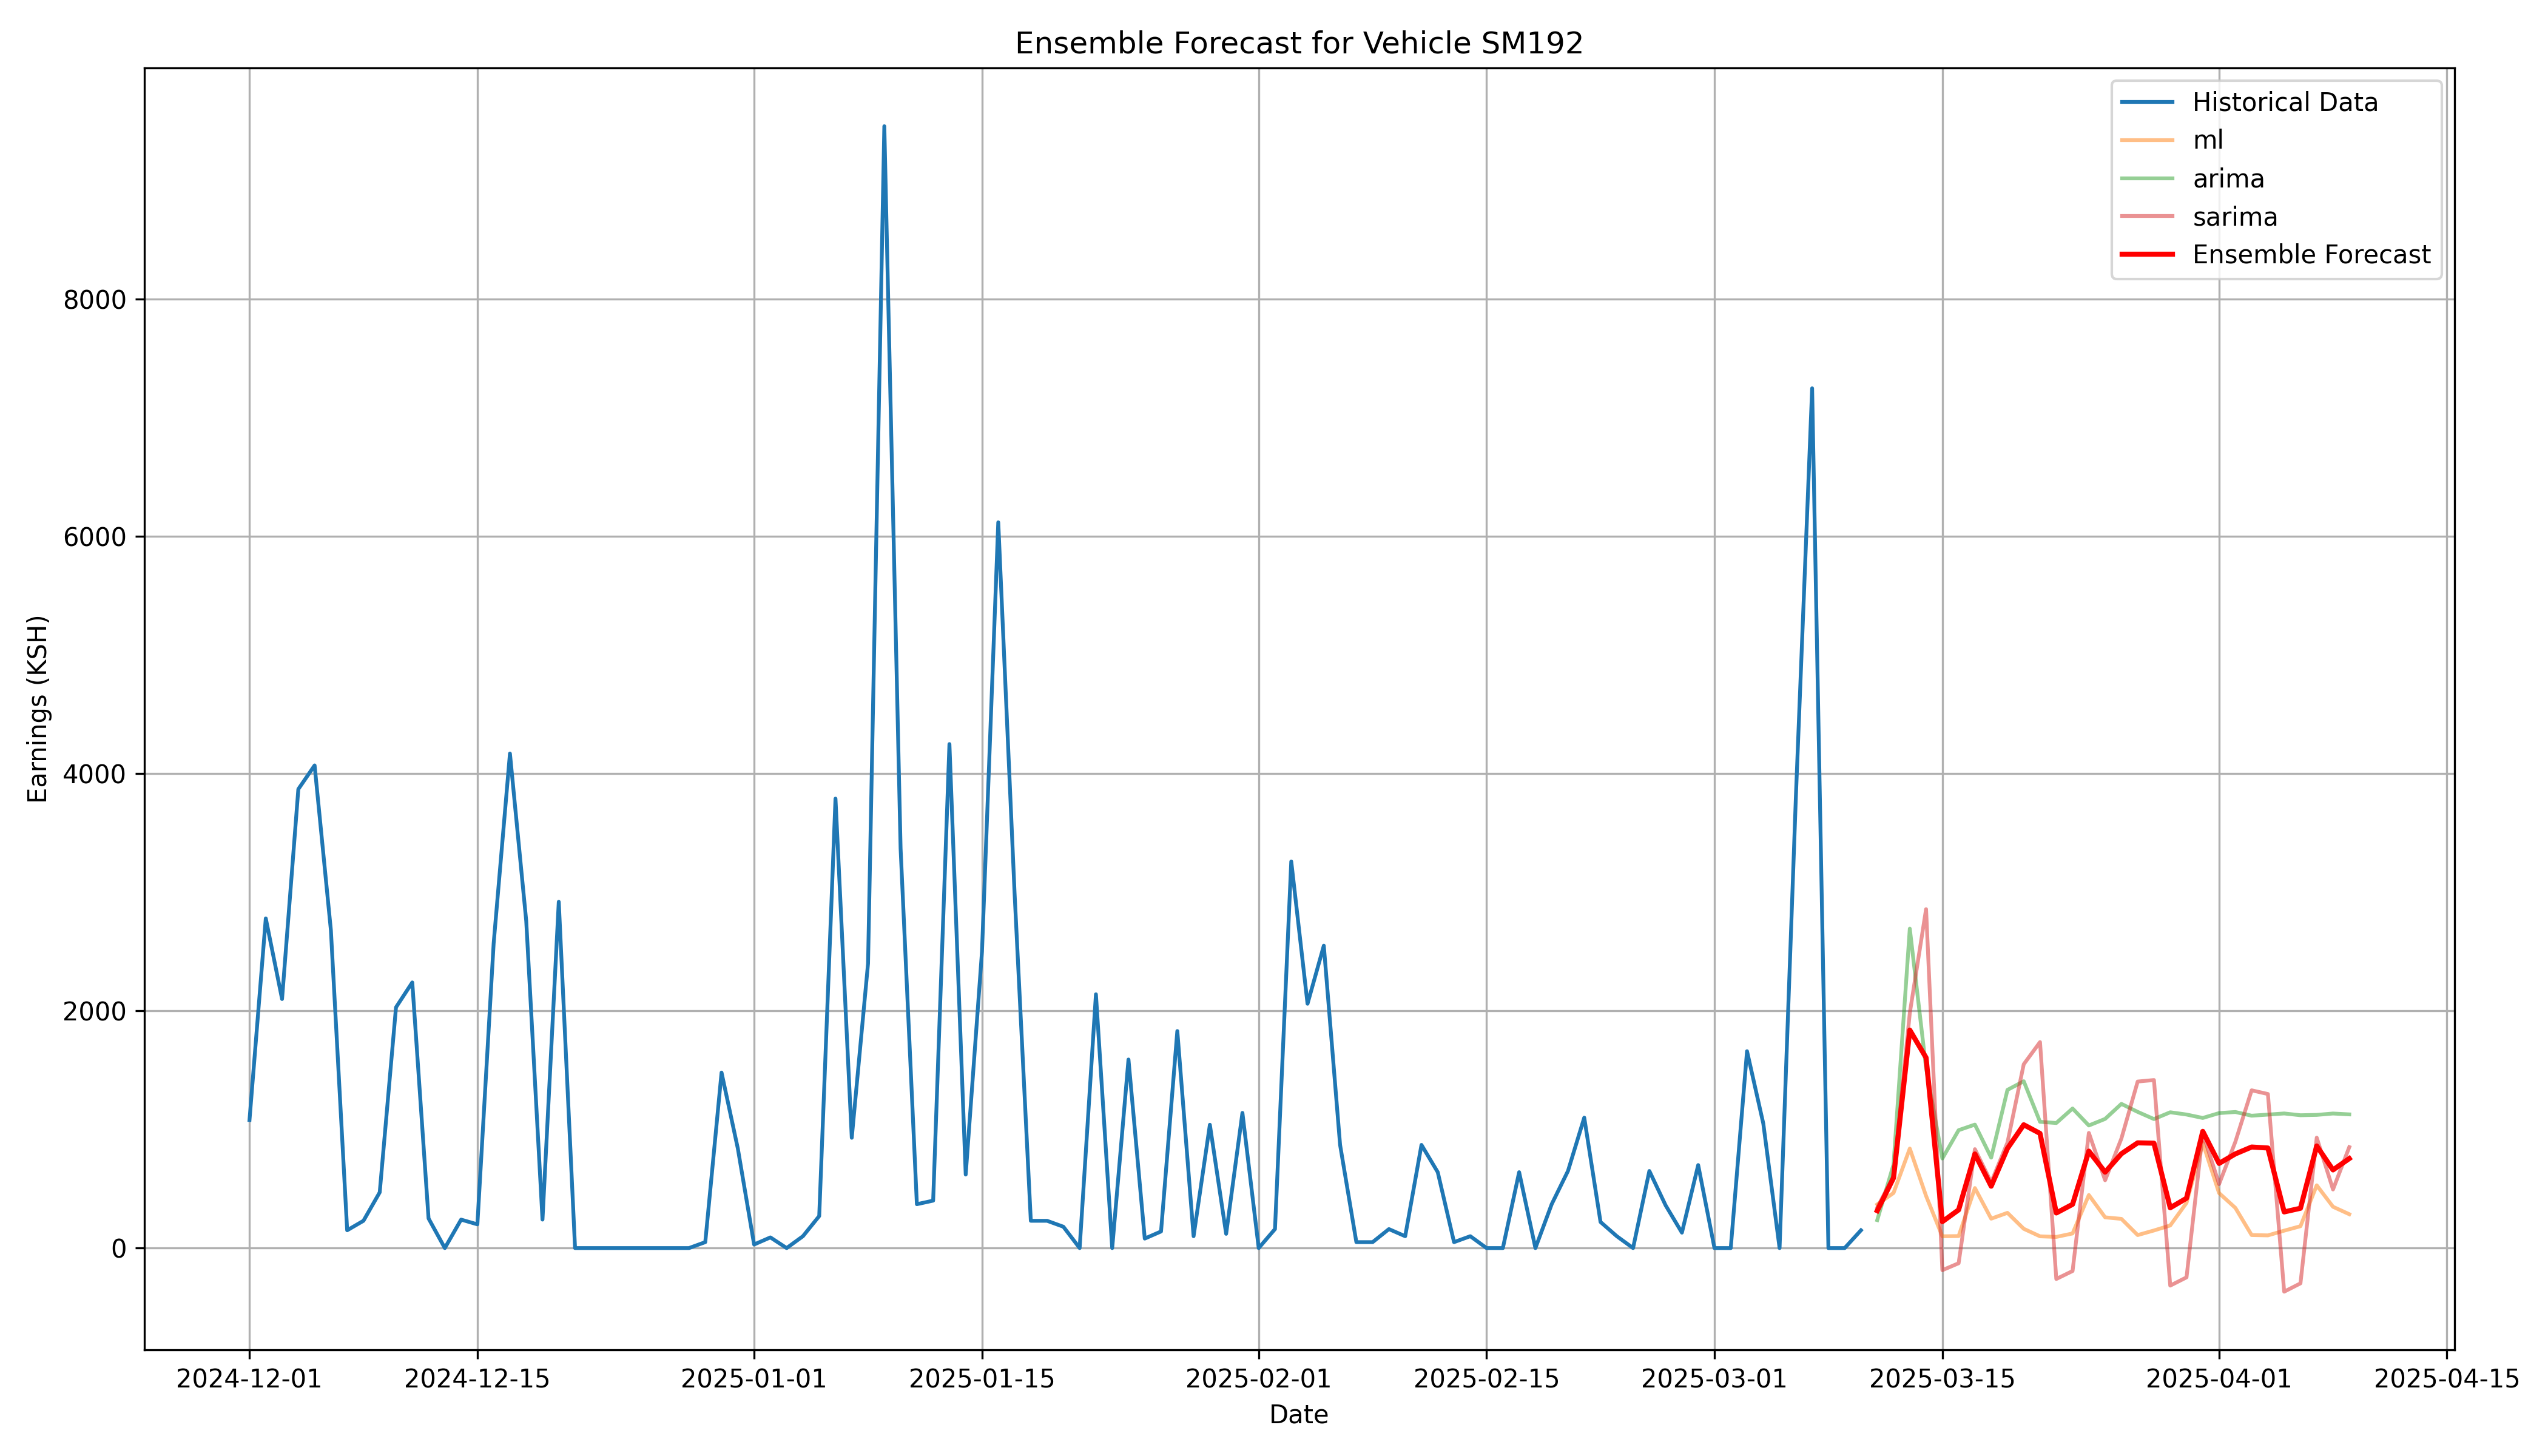 Ensemble Forecast for Vehicle SM192
Historical Data
ml
arima
sarima
Ensemble Forecast
8000
6000
4000
2000
0
Earnings (KSH)
2024-12-01 2024-12-15 2025-01-01 2025-01-15 2025-02-01 2025-02-15 2025-03-01 2025-03-15 2025-04-01 2025-04-15
Date